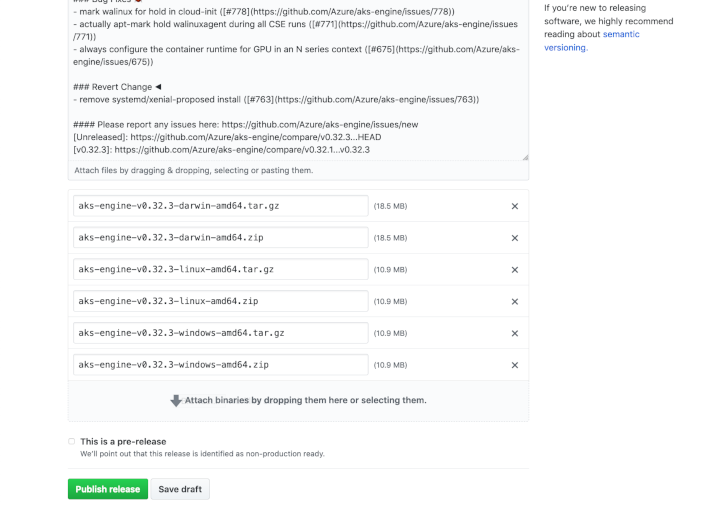 ### Bug Fixes
- mark walinux for hold in cloud-init ([#778](https://github.com/Azure/aks-engine/issues/778))
- actually apt-mark hold walinuxagent during all CSE runs ([#771](https://github.com/Azure/aks-engine/issues
/771))
- always configure the container runtime for GPU in an N series context ([#675](https://github.com/Azure/aks-
engine/issues/675))
### Revert Change ◀
- remove systemd/xenial-proposed install ([#763](https://github.com/Azure/aks-engine/issues/763))
#### Please report any issues here: https://github.com/Azure/aks-engine/issues/new
[Unreleased]: https://github.com/Azure/aks-engine/compare/v0.32.3...HEAD
[v0.32.3]: https://github.com/Azure/aks-engine/compare/v0.32.1...v0.32.3
Attach files by dragging & dropping, selecting or pasting them.
If you're new to releasing
software, we highly recommend
reading about semantic
versioning.
aks-engine-v0.32.3-darwin-amd64.tar.gz (18.5 MB) ×
aks-engine-v0.32.3-darwin-amd64.zip (18.5 MB) ×
aks-engine-v0.32.3-linux-amd64.tar.gz (10.9 MB) ×
aks-engine-v0.32.3-linux-amd64.zip (10.9 MB) ×
aks-engine-v0.32.3-windows-amd64.tar.gz (10.9 MB) ×
aks-engine-v0.32.3-windows-amd64.zip (10.9 MB) ×
Attach binaries by dropping them here or selecting them.
This is a pre-release
We'll point out that this release is identified as non-production ready.
Publish release
Save draft